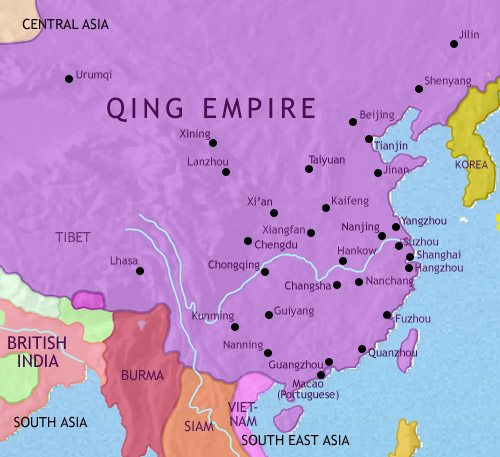 CENTRAL ASIA
Jilin
Urumqi
Shenyang
QING EMPIRE
Beijing
Xining
Tianjin
Lanzhou
Taiyuan
Jinan
KOREA
Xi'an
Kaifeng
Yangzhou
Xiangfan
Nanjing
TIBET
Chengdu
Suzhou
Hankow
Shanghai
Lhasa
Chongqing
Hangzhou
Changsha
Nanchang
Kunming
Guiyang
Fuzhou
BRITISH
INDIA
Nanning
Quanzhou
Guangzhou
BURMA
Macao
(Portuguese)
VIET-
NAM
SOUTH ASIA
SIAM
SOUTH EAST ASIA